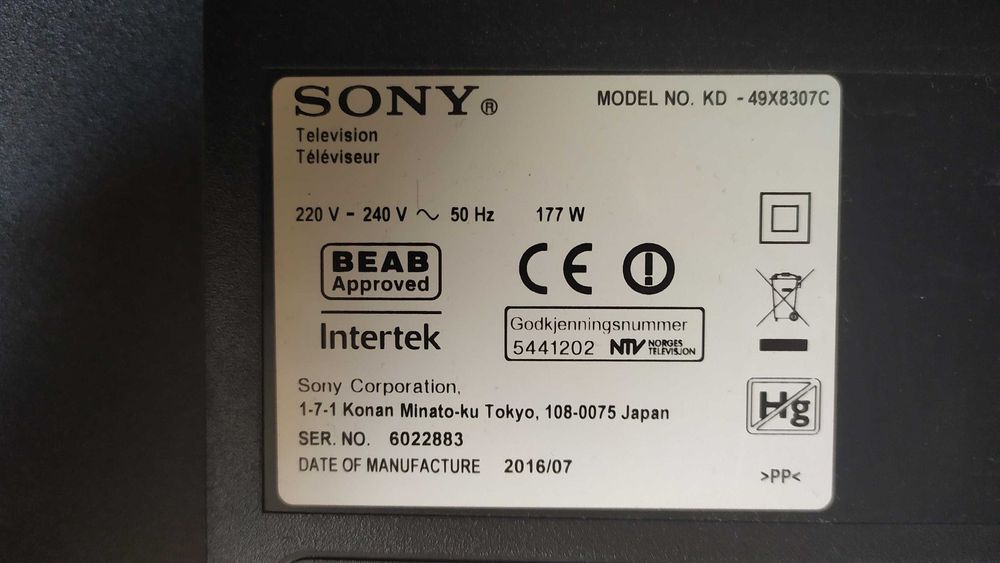 SONY®
MODEL NO. KD - 49X8307C
Television
Téléviseur
220 V - 240 V ~ 50 Hz 177 W
BEAB
Approved
Intertek
CE
Godkjenningsnummer
5441202 NTV NORGES
TELEVISJON
Hg
Sony Corporation,
1-7-1 Konan Minato-ku Tokyo, 108-0075 Japan
SER. NO. 6022883
DATE OF MANUFACTURE 2016/07
>PP<